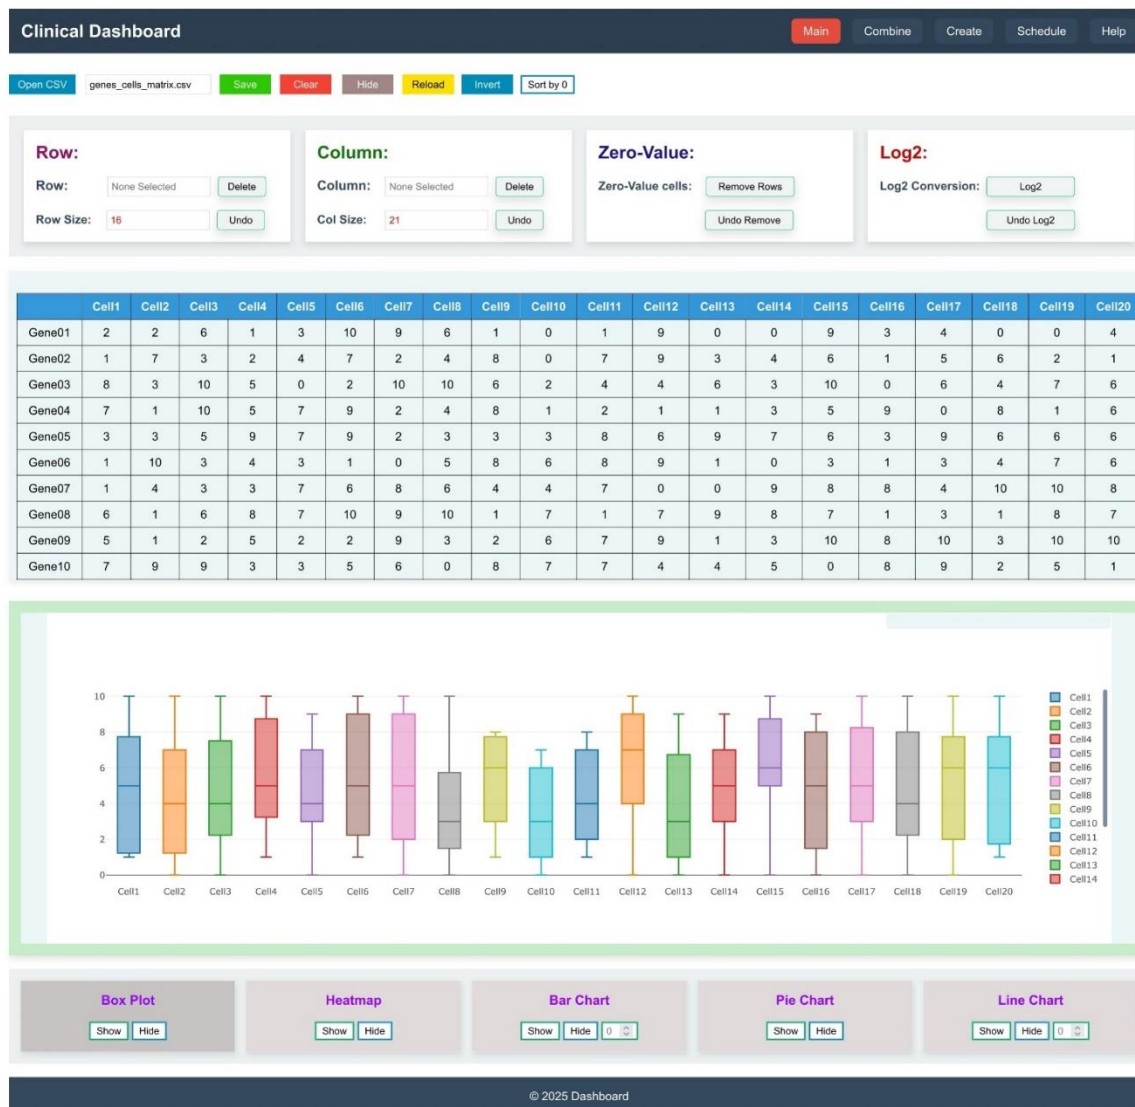 Clinical Dashboard Main Combine Create Schedule Help
Open CSV genes_cells_matrix.csv Save Clear Hide Reload Invert Sort by 0
Row: Column: Zero-Value: Log2:
Row: None Selected Delete Column: None Selected Delete Zero-Value cells: Remove Rows Log2 Conversion: Log2
Row Size: 16 Undo Col Size: 21 Undo Undo Remove Undo Log2
Cell1 Cell2 Cell3 Cell4 Cell5 Cell6 Cell7 Cell8 Cell9 Cell10 Cell11 Cell12 Cell13 Cell14 Cell15 Cell16 Cell17 Cell18 Cell19 Cell20
Gene01 2 2 6 1 3 10 9 6 1 0 1 9 0 0 9 3 4 0 0 4
Gene02 1 7 3 2 4 7 2 4 8 0 7 9 3 4 6 1 5 6 2 1
Gene03 8 3 10 5 0 2 10 10 6 2 4 4 6 3 10 0 6 4 7 6
Gene04 7 1 10 5 7 9 2 4 8 1 2 1 1 3 5 9 0 8 1 6
Gene05 3 3 5 9 7 9 2 3 3 3 8 6 9 7 6 3 9 6 6 6
Gene06 1 10 3 4 3 1 0 5 8 6 8 9 1 0 3 1 3 4 7 6
Gene07 1 4 3 3 7 6 8 6 4 4 7 0 0 9 8 8 4 10 10 8
Gene08 6 1 6 8 7 10 9 10 1 7 1 7 9 8 7 1 3 1 8 7
Gene09 5 1 2 5 2 2 9 3 2 6 7 9 1 3 10 8 10 3 10 10
Gene10 7 9 9 3 3 5 6 0 8 7 7 4 4 5 0 8 9 2 5 1
10
8
6
4
2
0
Cell1 Cell2 Cell3 Cell4 Cell5 Cell6 Cell7 Cell8 Cell9 Cell10 Cell11 Cell12 Cell13 Cell14 Cell15 Cell16 Cell17 Cell18 Cell19 Cell20
Cell1
Cell2
Cell3
Cell4
Cell5
Cell6
Cell7
Cell8
Cell9
Cell10
Cell11
Cell12
Cell13
Cell14
Box Plot Heatmap Bar Chart Pie Chart Line Chart
Show Hide Show Hide Show Hide 0 Show Hide Show Hide 0
© 2025 Dashboard